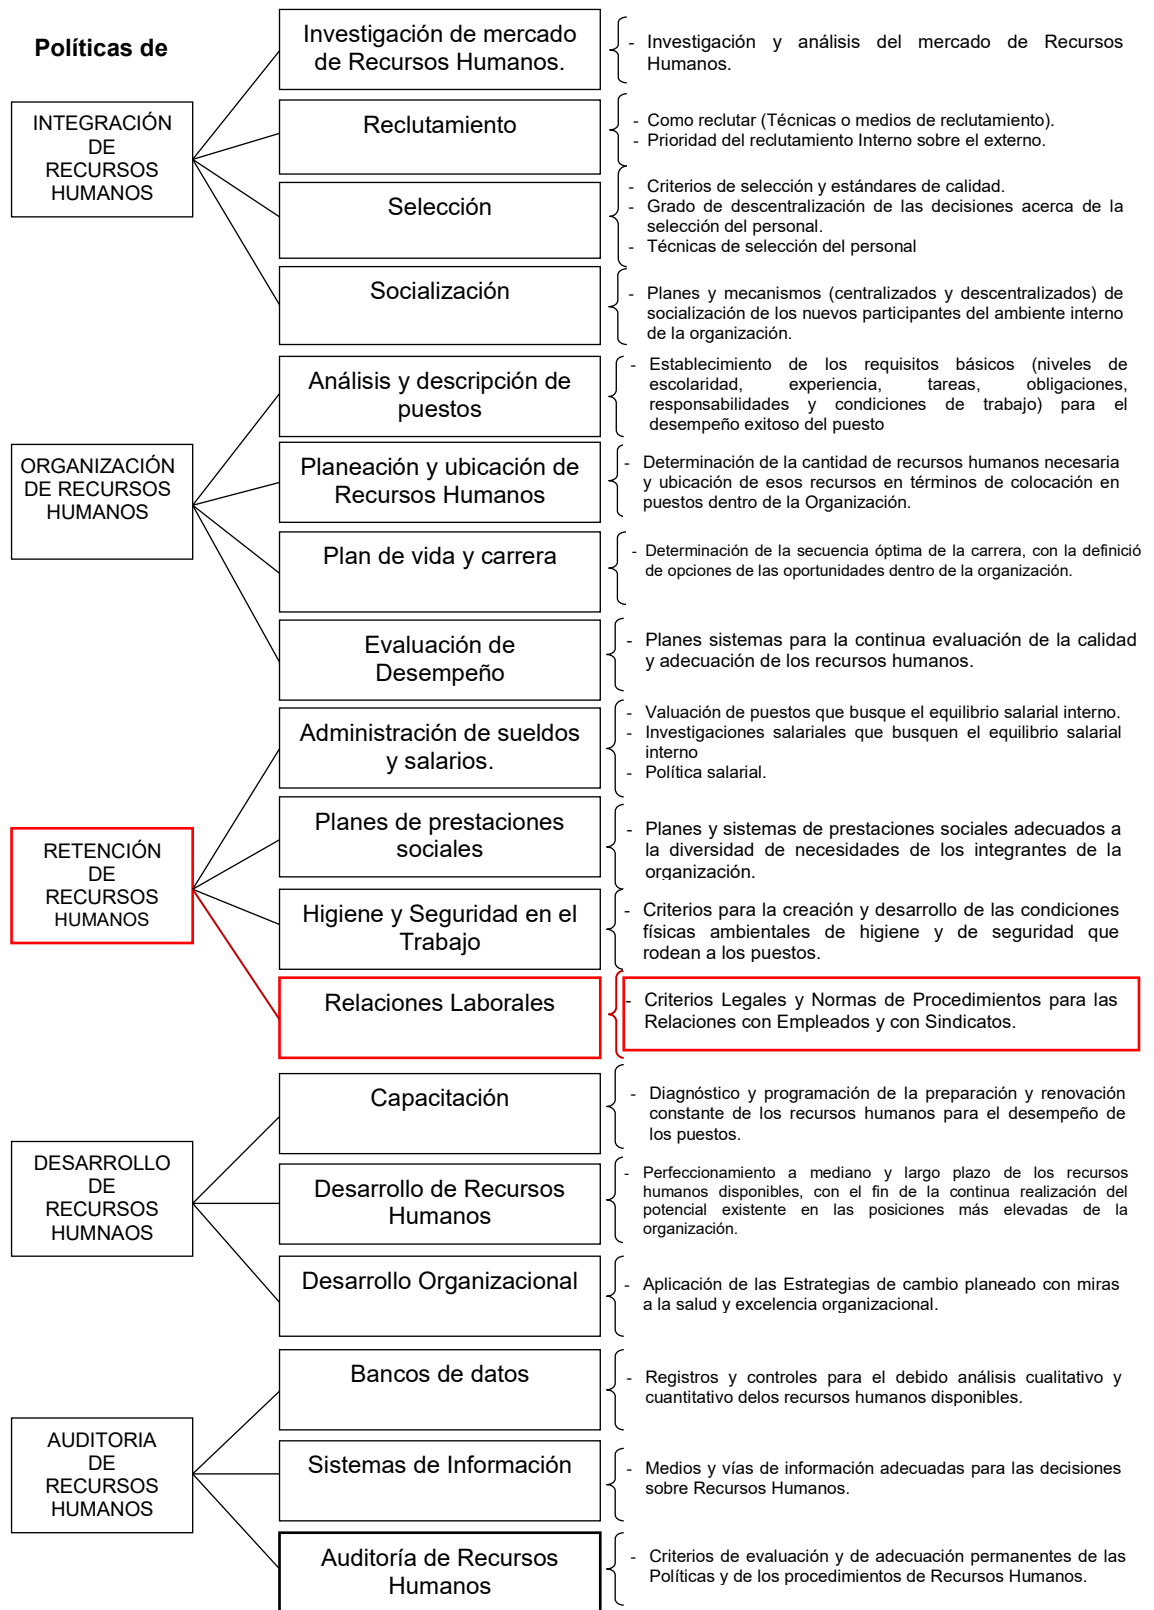 Políticas de
INTEGRACIÓN
DE
RECURSOS
HUMANOS
Investigación de mercado
de Recursos Humanos.
- Investigación y análisis del mercado de Recursos
Humanos.
Reclutamiento
- Como reclutar (Técnicas o medios de reclutamiento).
- Prioridad del reclutamiento Interno sobre el externo.
Selección
- Criterios de selección y estándares de calidad.
- Grado de descentralización de las decisiones acerca de la
selección del personal.
- Técnicas de selección del personal
Socialización
- Planes y mecanismos (centralizados y descentralizados) de
socialización de los nuevos participantes del ambiente interno
de la organización.
ORGANIZACIÓN
DE RECURSOS
HUMANOS
Análisis y descripción de
puestos
- Establecimiento de los requisitos básicos (niveles de
escolaridad, experiencia, tareas, obligaciones,
responsabilidades y condiciones de trabajo) para el
desempeño exitoso del puesto
Planeación y ubicación de
Recursos Humanos
- Determinación de la cantidad de recursos humanos necesaria
y ubicación de esos recursos en términos de colocación en
puestos dentro de la Organización.
Plan de vida y carrera
- Determinación de la secuencia óptima de la carrera, con la definició
de opciones de las oportunidades dentro de la organización.
Evaluación de
Desempeño
- Planes sistemas para la continua evaluación de la calidad
y adecuación de los recursos humanos.
RETENCIÓN
DE
RECURSOS
HUMANOS
Administración de sueldos
y salarios.
- Valuación de puestos que busque el equilibrio salarial interno.
- Investigaciones salariales que busquen el equilibrio salarial
interno
- Política salarial.
Planes de prestaciones
sociales
- Planes y sistemas de prestaciones sociales adecuados a
la diversidad de necesidades de los integrantes de la
organización.
Higiene y Seguridad en el
Trabajo
- Criterios para la creación y desarrollo de las condiciones
físicas ambientales de higiene y de seguridad que
rodean a los puestos.
Relaciones Laborales
- Criterios Legales y Normas de Procedimientos para las
Relaciones con Empleados y con Sindicatos.
DESARROLLO
DE
RECURSOS
HUMNAOS
Capacitación
- Diagnóstico y programación de la preparación y renovación
constante de los recursos humanos para el desempeño de
los puestos.
Desarrollo de Recursos
Humanos
- Perfeccionamiento a mediano y largo plazo de los recursos
humanos disponibles, con el fin de la continua realización del
potencial existente en las posiciones más elevadas de la
organización.
Desarrollo Organizacional
- Aplicación de las Estrategias de cambio planeado con miras
a la salud y excelencia organizacional.
AUDITORIA
DE
RECURSOS
HUMANOS
Bancos de datos
- Registros y controles para el debido análisis cualitativo y
cuantitativo delos recursos humanos disponibles.
Sistemas de Información
- Medios y vías de información adecuadas para las decisiones
sobre Recursos Humanos.
Auditoría de Recursos
Humanos
- Criterios de evaluación y de adecuación permanentes de las
Políticas y de los procedimientos de Recursos Humanos.